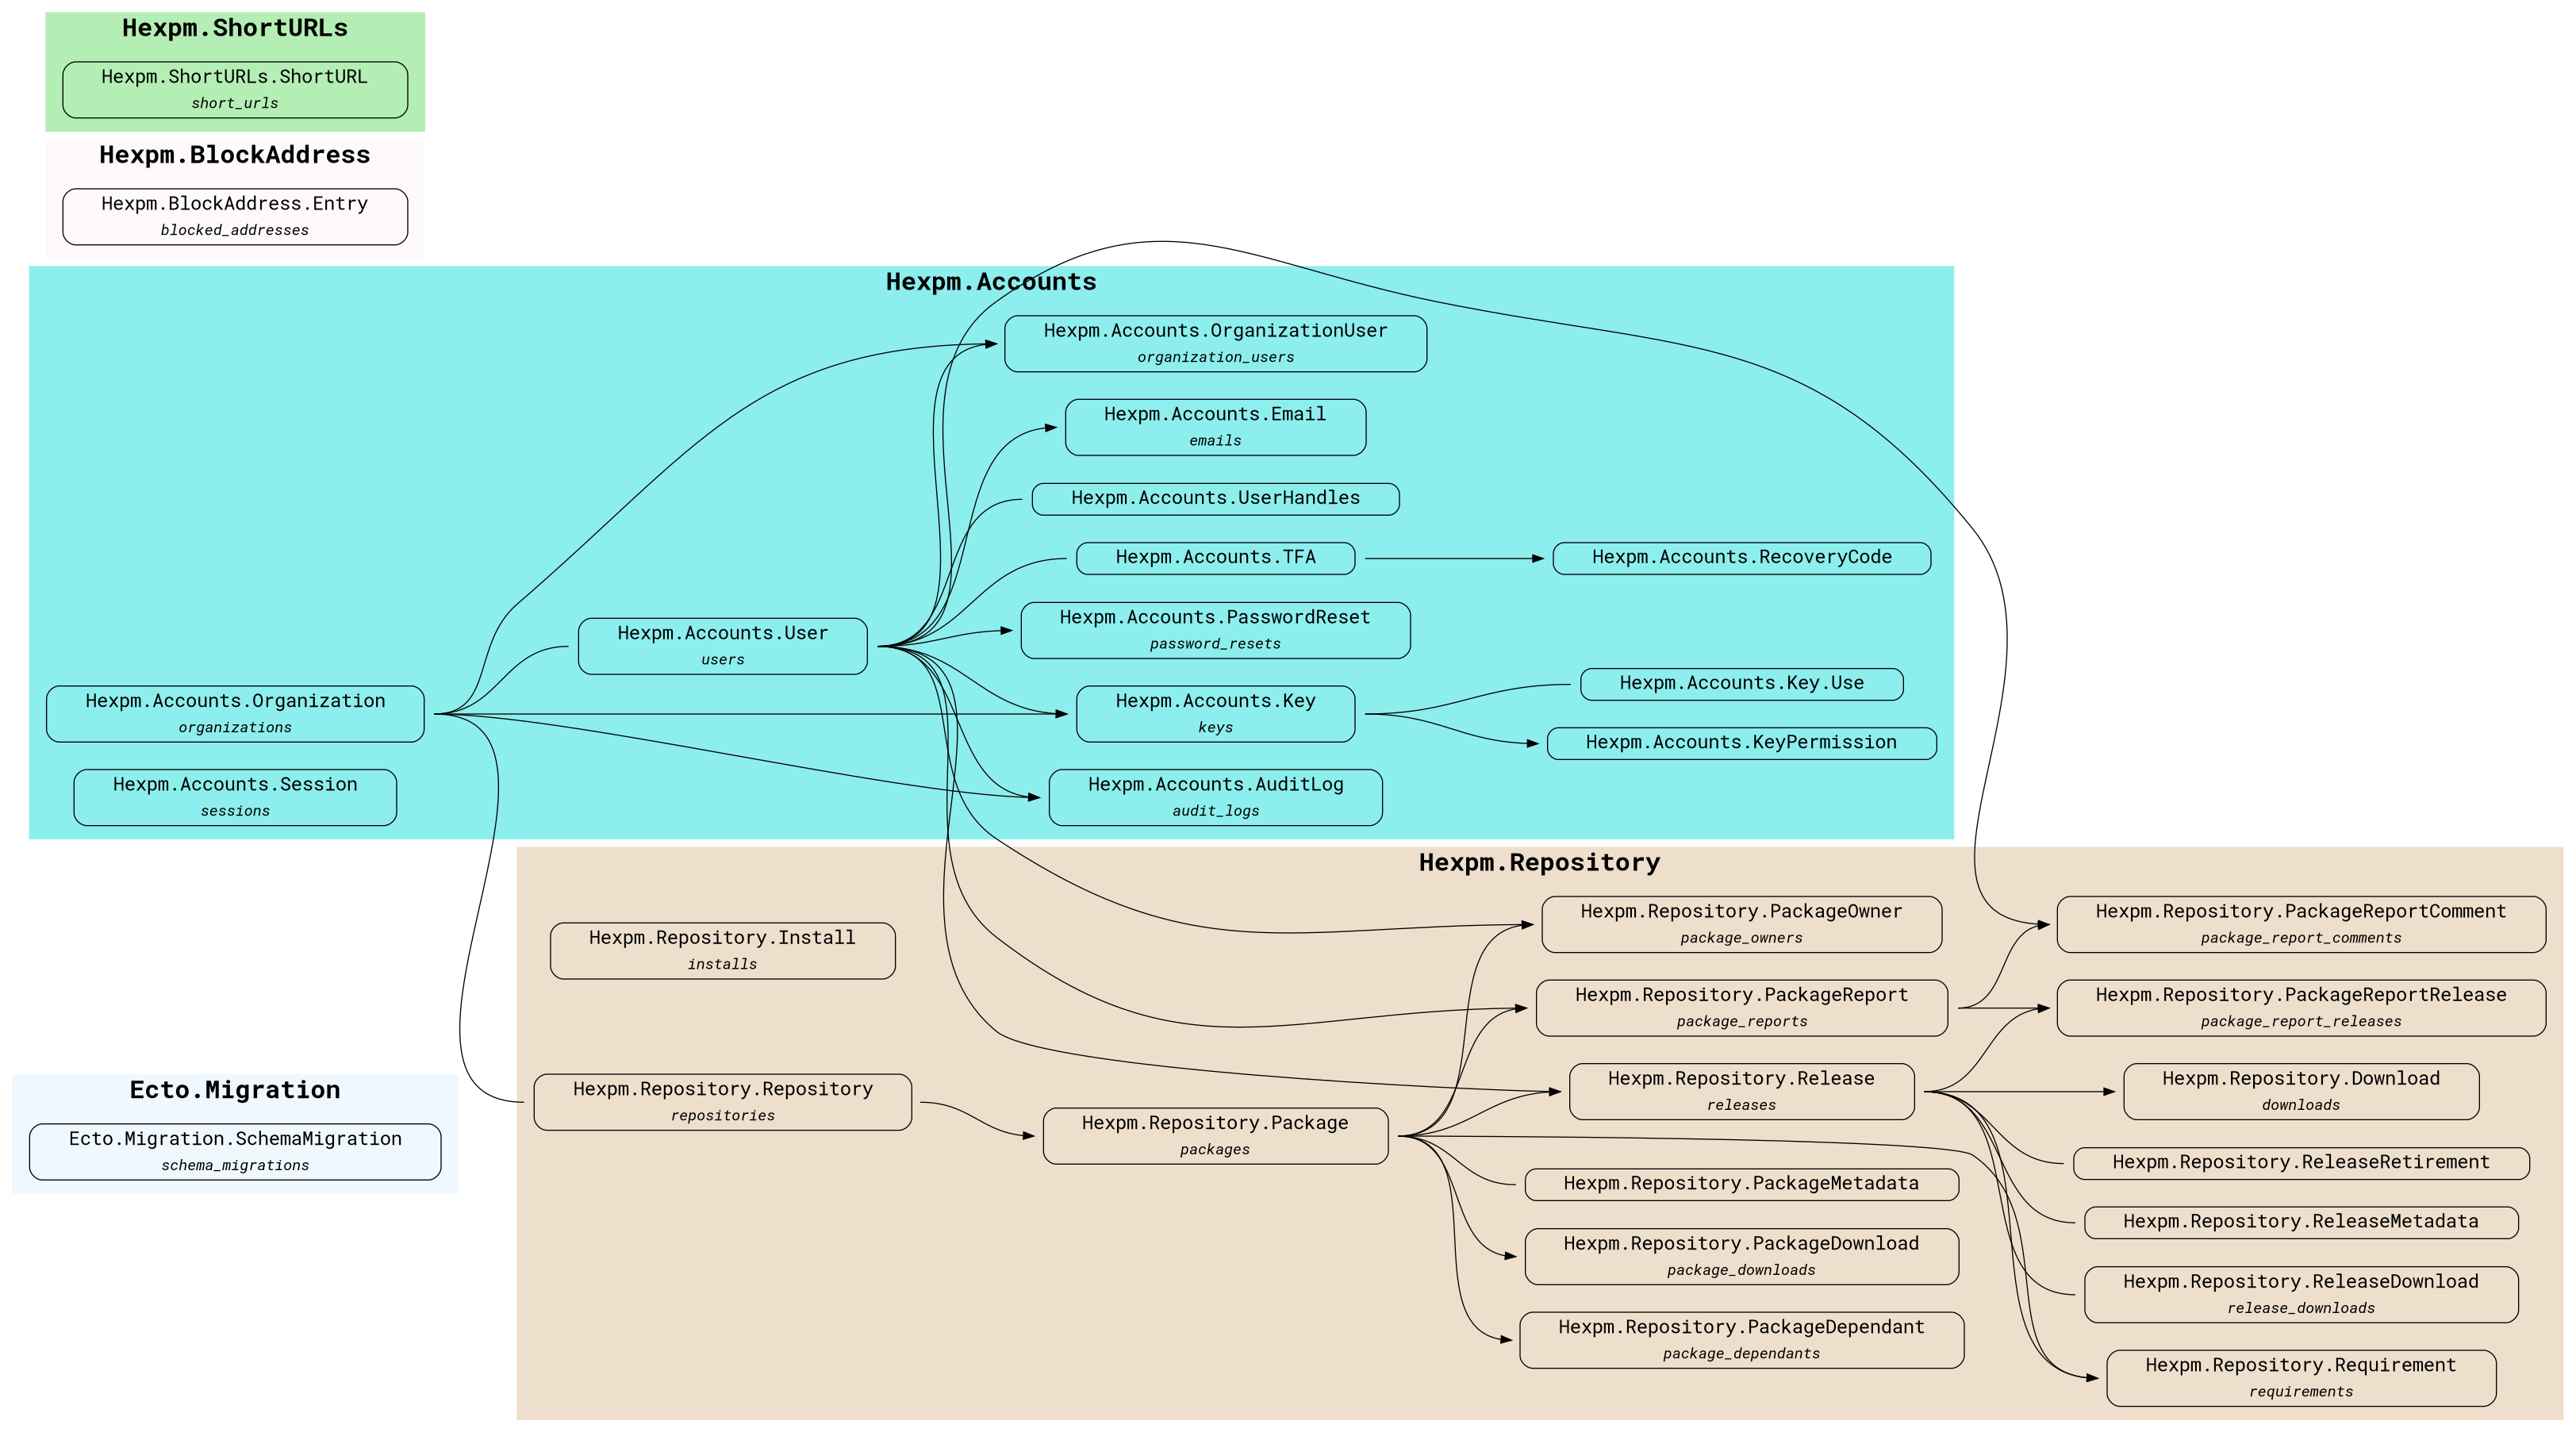 Hexpm.ShortURLs
Hexpm.ShortURLs.ShortURL
short_urls
Hexpm.BlockAddress
Hexpm.BlockAddress.Entry
blocked_addresses
Hexpm.Accounts
Hexpm.Accounts.OrganizationUser
organization_users
Hexpm.Accounts.Email
emails
Hexpm.Accounts.UserHandles
Hexpm.Accounts.TFA
Hexpm.Accounts.RecoveryCode
Hexpm.Accounts.User
users
Hexpm.Accounts.PasswordReset
password_resets
Hexpm.Accounts.Organization
organizations
Hexpm.Accounts.Key
keys
Hexpm.Accounts.Key.Use
Hexpm.Accounts.KeyPermission
Hexpm.Accounts.Session
sessions
Hexpm.Accounts.AuditLog
audit_logs
Hexpm.Repository
Hexpm.Repository.Install
installs
Hexpm.Repository.PackageOwner
package_owners
Hexpm.Repository.PackageReportComment
package_report_comments
Hexpm.Repository.PackageReport
package_reports
Hexpm.Repository.PackageReportRelease
package_report_releases
Hexpm.Repository.Repository
repositories
Hexpm.Repository.Package
packages
Hexpm.Repository.Release
releases
Hexpm.Repository.Download
downloads
Hexpm.Repository.ReleaseRetirement
Hexpm.Repository.PackageMetadata
Hexpm.Repository.ReleaseMetadata
Hexpm.Repository.PackageDownload
package_downloads
Hexpm.Repository.ReleaseDownload
release_downloads
Hexpm.Repository.PackageDependant
package_dependants
Hexpm.Repository.Requirement
requirements
Ecto.Migration
Ecto.Migration.SchemaMigration
schema_migrations